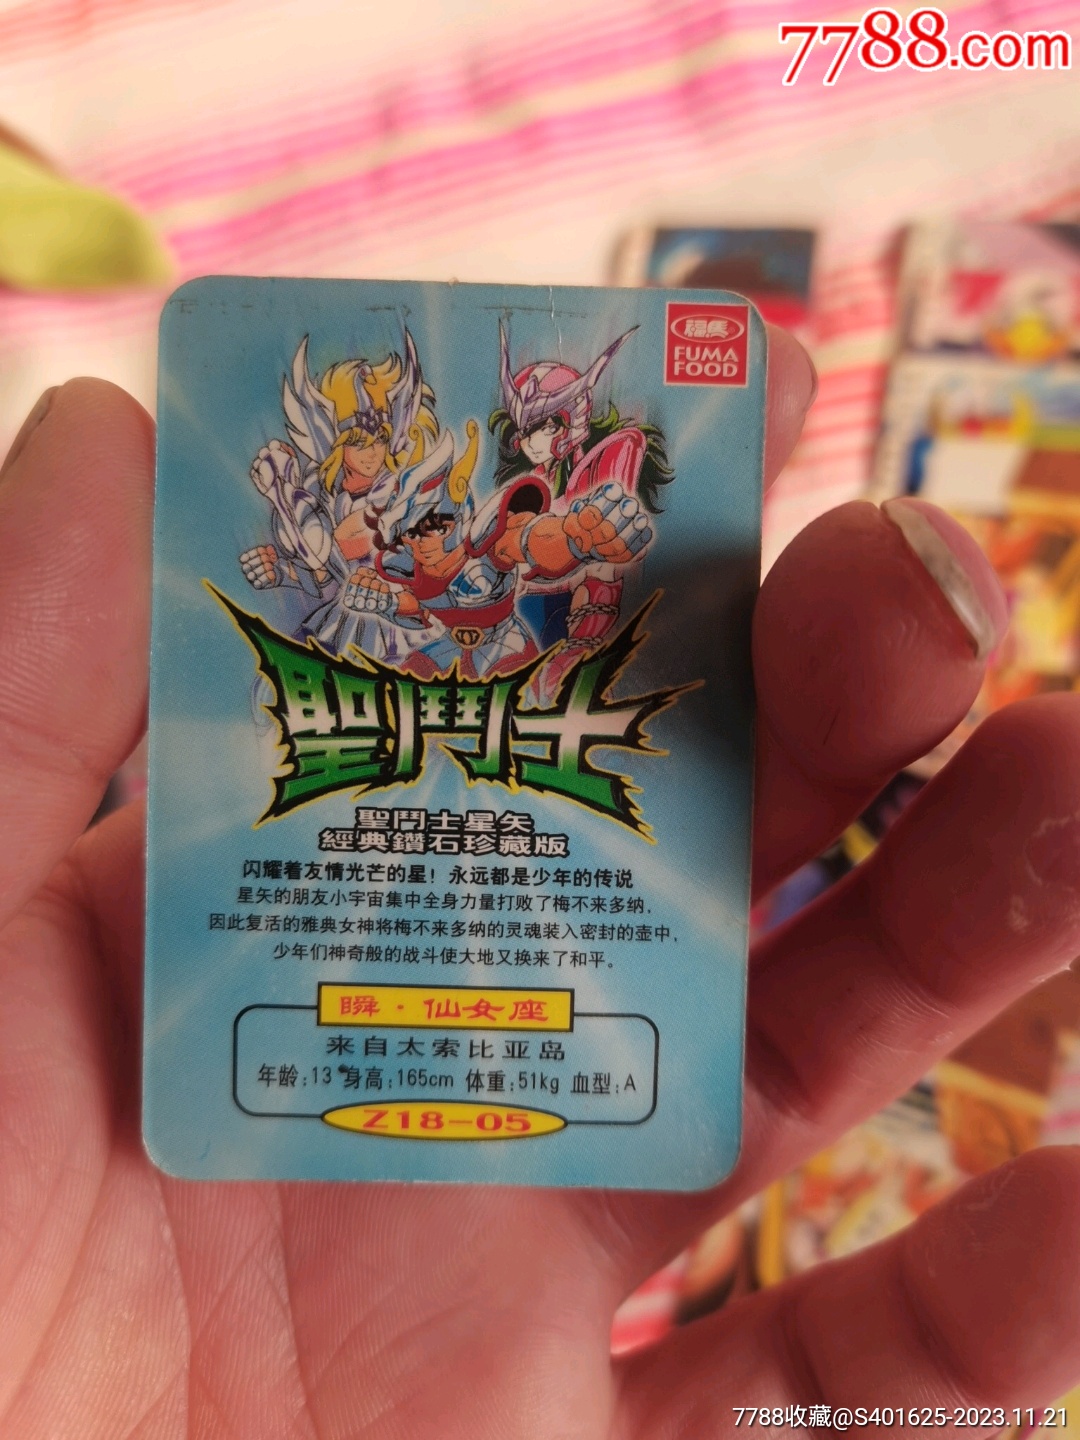 7788.com
福馬
FUMA
FOOD
聖鬥士
聖鬥士星矢
經典鑽石珍藏版
闪耀着友情光芒的星！永远都是少年的传说
星矢的朋友小宇宙集中全身力量打败了梅不来多纳，
因此复活的雅典女神将梅不来多纳的灵魂装入密封的壶中，
少年们神奇般的战斗使大地又换来了和平。
瞬·仙女座
来自太索比亚岛
年龄:13 身高:165cm 体重:51kg 血型:A
Z18-05
7788收藏@S401625-2023.11.21